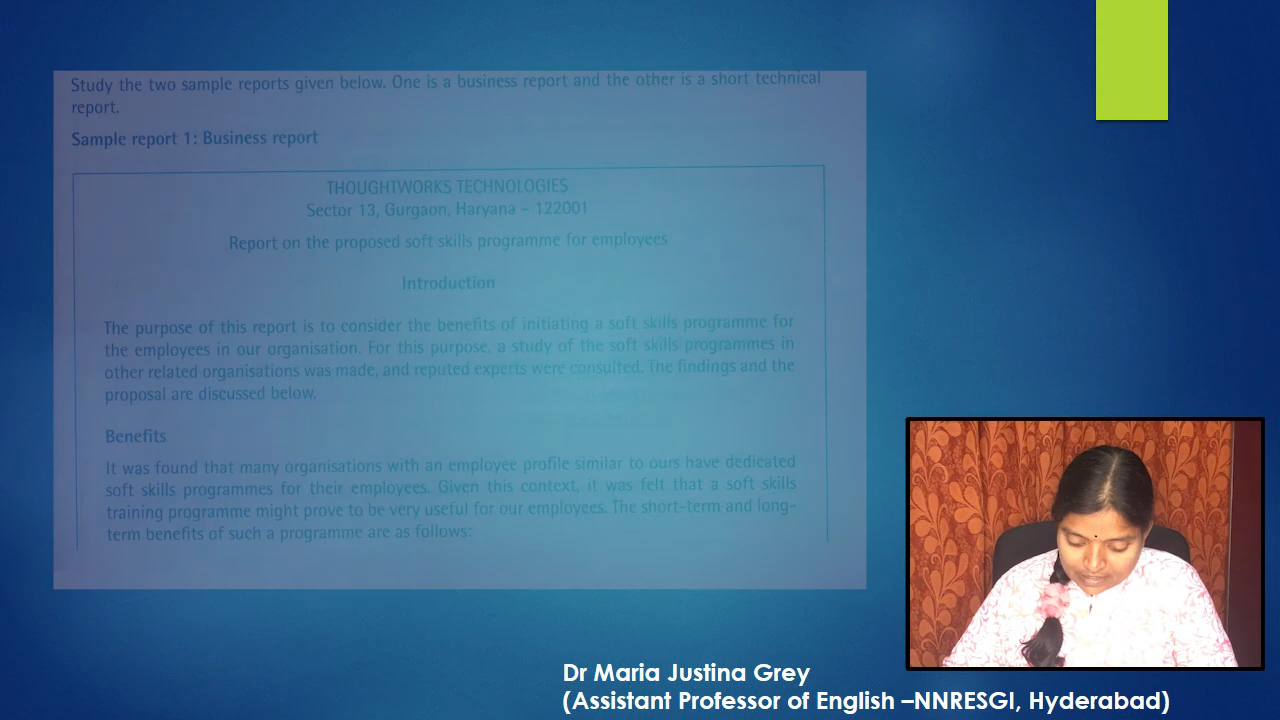 Study the two sample reports given below. One is a business report and the other is a short technical
report.
Sample report 1: Business report
THOUGHTWORKS TECHNOLOGIES
Sector 13, Gurgaon, Haryana – 122001
Report on the proposed soft skills programme for employees
Introduction
The purpose of this report is to consider the benefits of initiating a soft skills programme for
the employees in our organisation. For this purpose, a study of the soft skills programmes in
other related organisations was made, and reputed experts were consulted. The findings and the
proposal are discussed below.
Benefits
It was found that many organisations with an employee profile similar to ours have dedicated
soft skills programmes for their employees. Given this context, it was felt that a soft skills
training programme might prove to be very useful for our employees. The short-term and long-
term benefits of such a programme are as follows:
Dr Maria Justina Grey
(Assistant Professor of English –NNRESGI, Hyderabad)